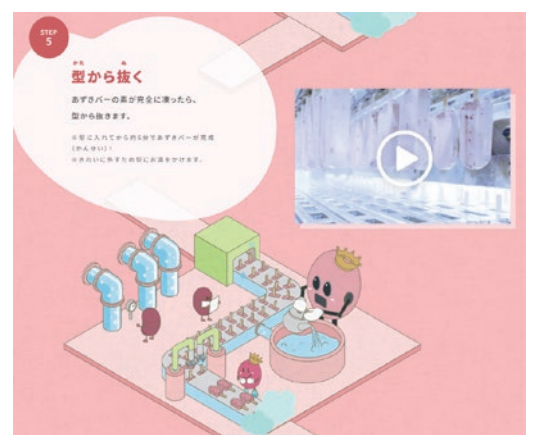 STEP
5
かた ぬ
型から抜く
あずきバーの素が完全に凍ったら、
型から抜きます。
※型に入れてから約5分であずきバーが完成
(かんせい)!
※きれいに外すため型にお湯をかけます。